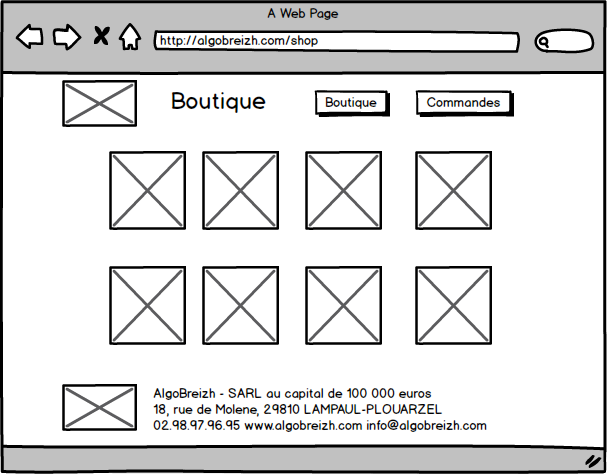 A Web Page
http://algobreizh.com/shop
Boutique
Boutique
Commandes
AlgoBreizh - SARL au capital de 100 000 euros
18, rue de Molene, 29810 LAMPAUL-PLOUARZEL
02.98.97.96.95 www.algobreizh.com info@algobreizh.com